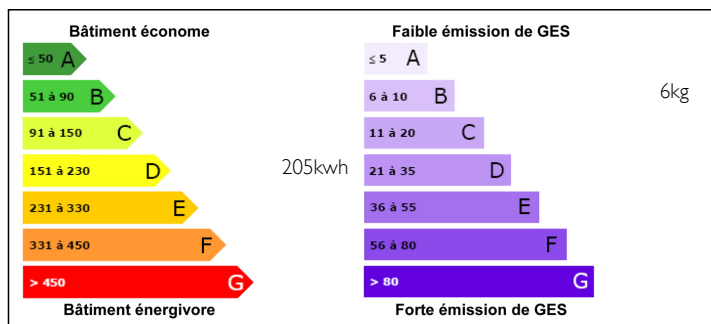 Bâtiment économe
≤ 50 A
51 à 90 B
91 à 150 C
151 à 230 D
205kwh
231 à 330 E
331 à 450 F
> 450 G
Bâtiment énergivore
Faible émission de GES
≤ 5 A
6 à 10 B
6kg
11 à 20 C
21 à 35 D
36 à 55 E
56 à 80 F
> 80 G
Forte émission de GES